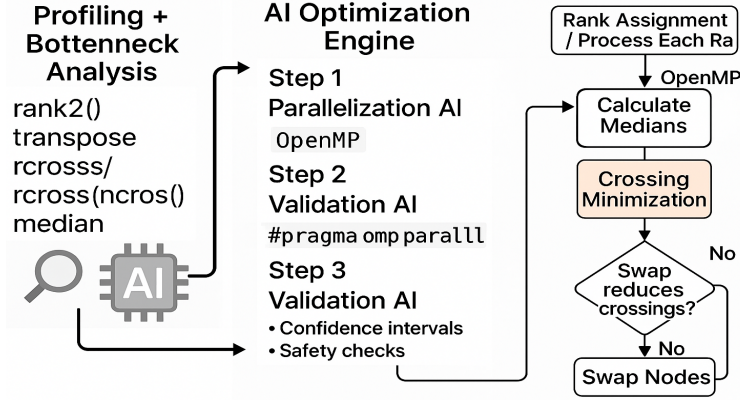 Profiling +
Bottenneck
Analysis
rank2()
transpose
rcrosss/
rcross(ncros()
median
AI
AI Optimization
Engine
Step 1
Parallelization AI
OpenMP
Step 2
Validation AI
#pragma omp paralll
Step 3
Validation AI
• Confidence intervals
• Safety checks
Rank Assignment
/ Process Each Ra
OpenMP
Calculate
Medians
Crossing
Minimization
No
Swap
reduces
crossings?
No
Swap Nodes